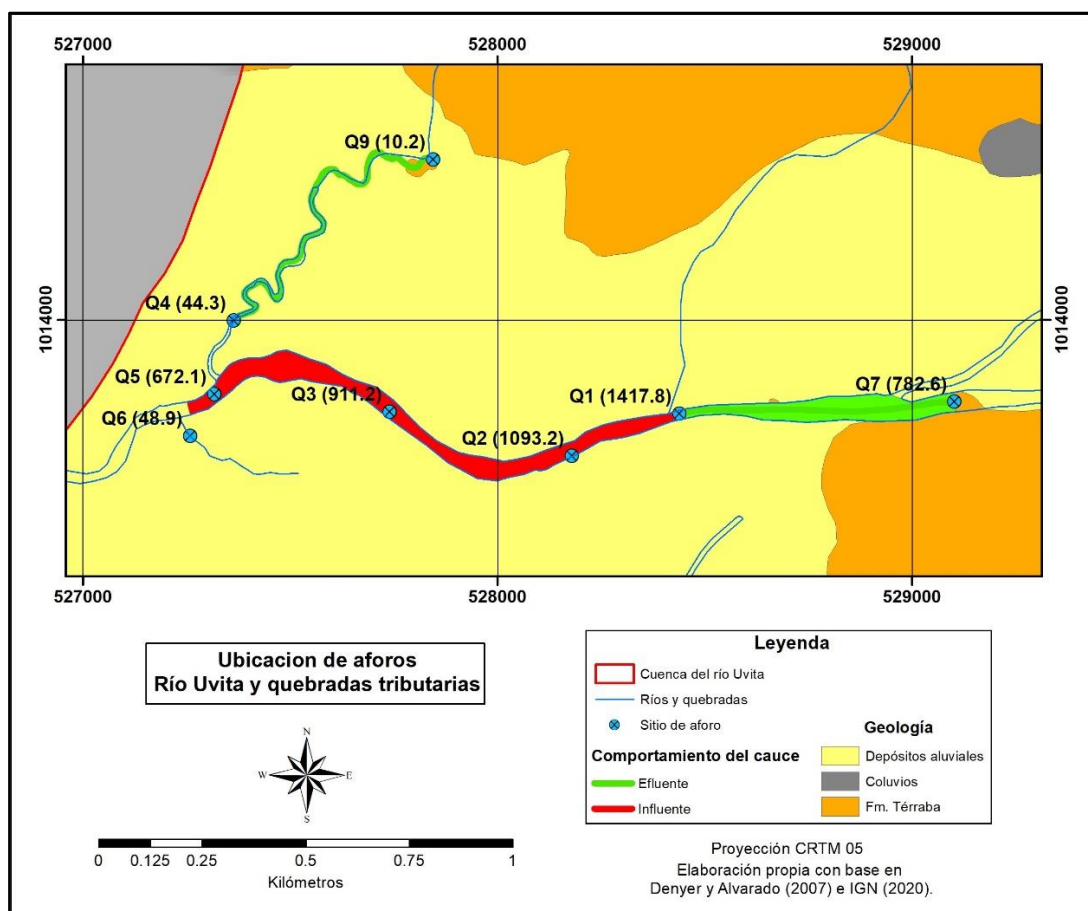 527000
528000
529000
Q9 (10.2)
Q4 (44.3)
1014000
1014000
Q5 (672.1)
Q3 (911.2)
Q1 (1417.8)
Q7 (782.6)
Q6 (48.9)
Q2 (1093.2)
527000
528000
529000
Ubicacion de aforos
Río Uvita y quebradas tributarias
N
W
E
S
0
0.125
0.25
0.5
0.75
1
Kilómetros
Leyenda
Cuenca del río Uvita
Ríos y quebradas
Sitio de aforo
Comportamiento del cauce
Efluente
Influente
Geología
Depósitos aluviales
Coluvios
Fm. Térraba
Proyección CRTM 05
Elaboración propia con base en
Denyer y Alvarado (2007) e IGN (2020).